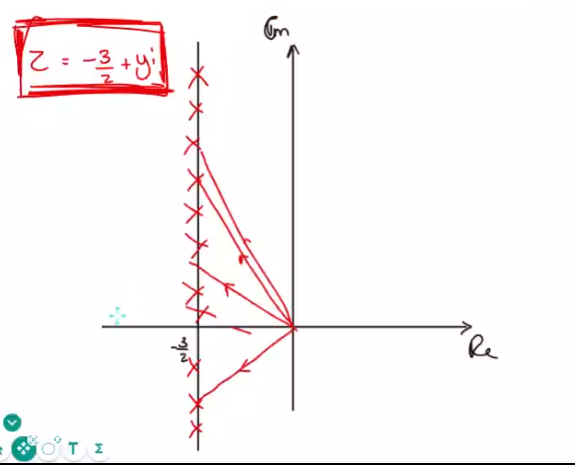 Im
z = -3/2 + yi
-3/2
Re
T Σ